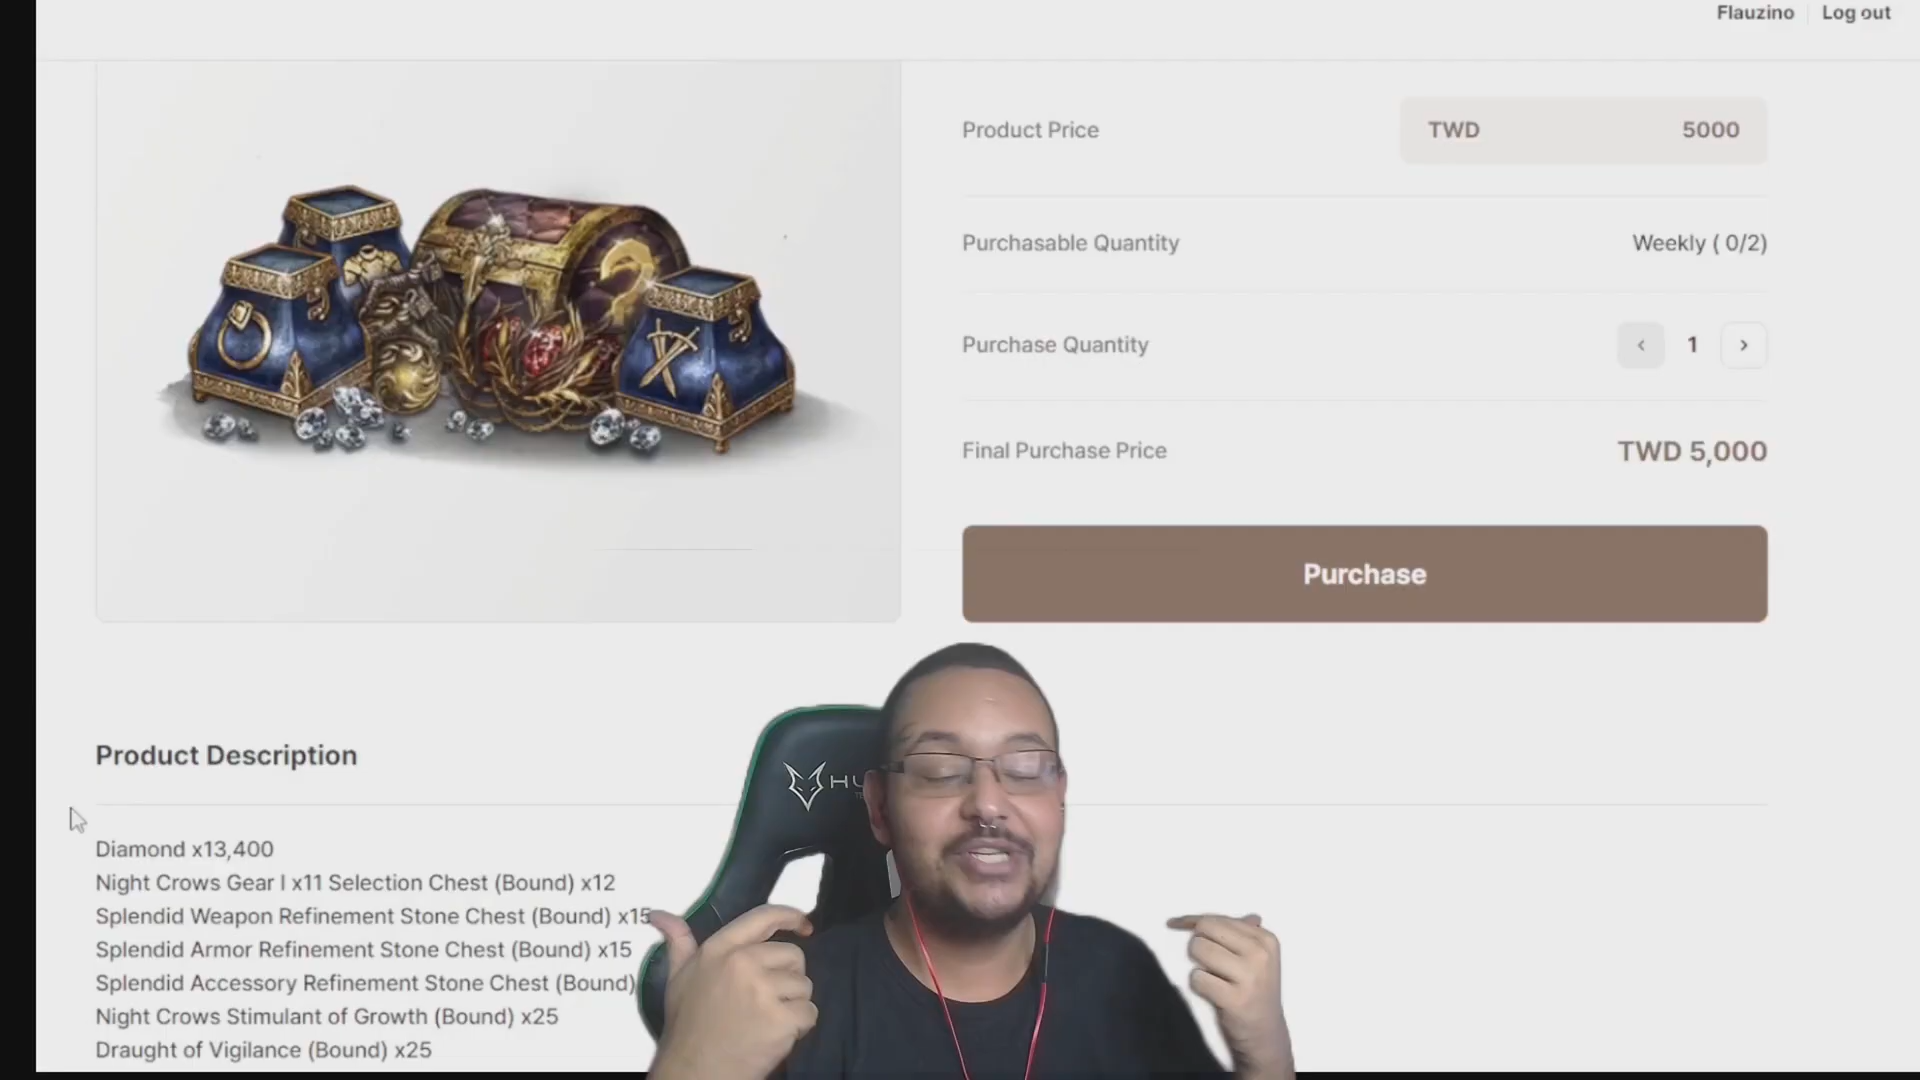 Flauzino
Log out
Product Price
TWD 5000
Purchasable Quantity
Weekly ( 0/2)
Purchase Quantity
1
Final Purchase Price
TWD 5,000
Purchase
Product Description
Diamond x13,400
Night Crows Gear I x11 Selection Chest (Bound) x12
Splendid Weapon Refinement Stone Chest (Bound) x15
Splendid Armor Refinement Stone Chest (Bound) x15
Splendid Accessory Refinement Stone Chest (Bound)
Night Crows Stimulant of Growth (Bound) x25
Draught of Vigilance (Bound) x25